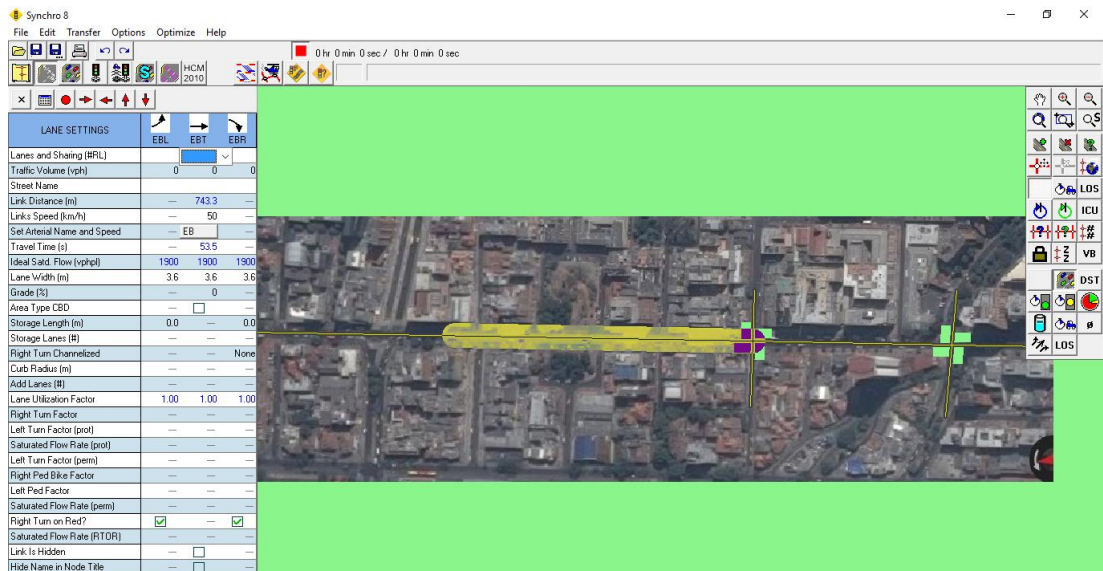 Synchro 8
File Edit Transfer Options Optimize Help
0 hr 0 min 0 sec / 0 hr 0 min 0 sec
HCM
2010
LANE SETTINGS EBL EBT EBR
Lanes and Sharing (#RL)
Traffic Volume (vph) 0 0 0
Street Name
Link Distance (m) — 743.3 —
Links Speed (km/h) — 50 —
Set Arterial Name and Speed — EB —
Travel Time (s) — 53.5 —
Ideal Satd. Flow (vphpl) 1900 1900 1900
Lane Width (m) 3.6 3.6 3.6
Grade (%) — 0 —
Area Type CBD — —
Storage Length (m) 0.0 — 0.0
Storage Lanes (#) — — —
Right Turn Channelized — — None
Curb Radius (m) — — —
Add Lanes (#) — — —
Lane Utilization Factor 1.00 1.00 1.00
Right Turn Factor — — —
Left Turn Factor (prot) — — —
Saturated Flow Rate (prot) — — —
Left Turn Factor (perm) — — —
Right Ped Bike Factor — — —
Left Ped Factor — — —
Saturated Flow Rate (perm) — — —
Right Turn on Red? —
Saturated Flow Rate (RTOR) — — —
Link Is Hidden — —
Hide Name in Node Title — —
S
LOS
ICU
# #
VB
DST
ø
LOS